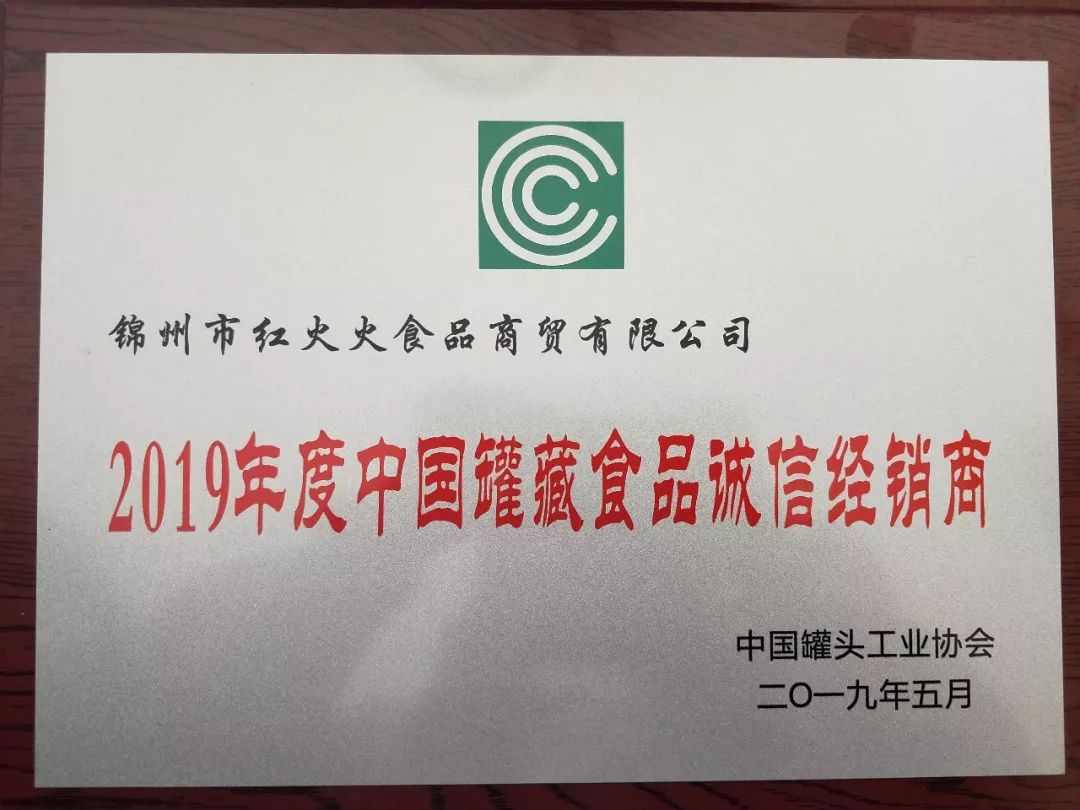 锦州市红火火食品商贸有限公司
2019年度中国罐藏食品诚信经销商
中国罐头工业协会
二〇一九年五月